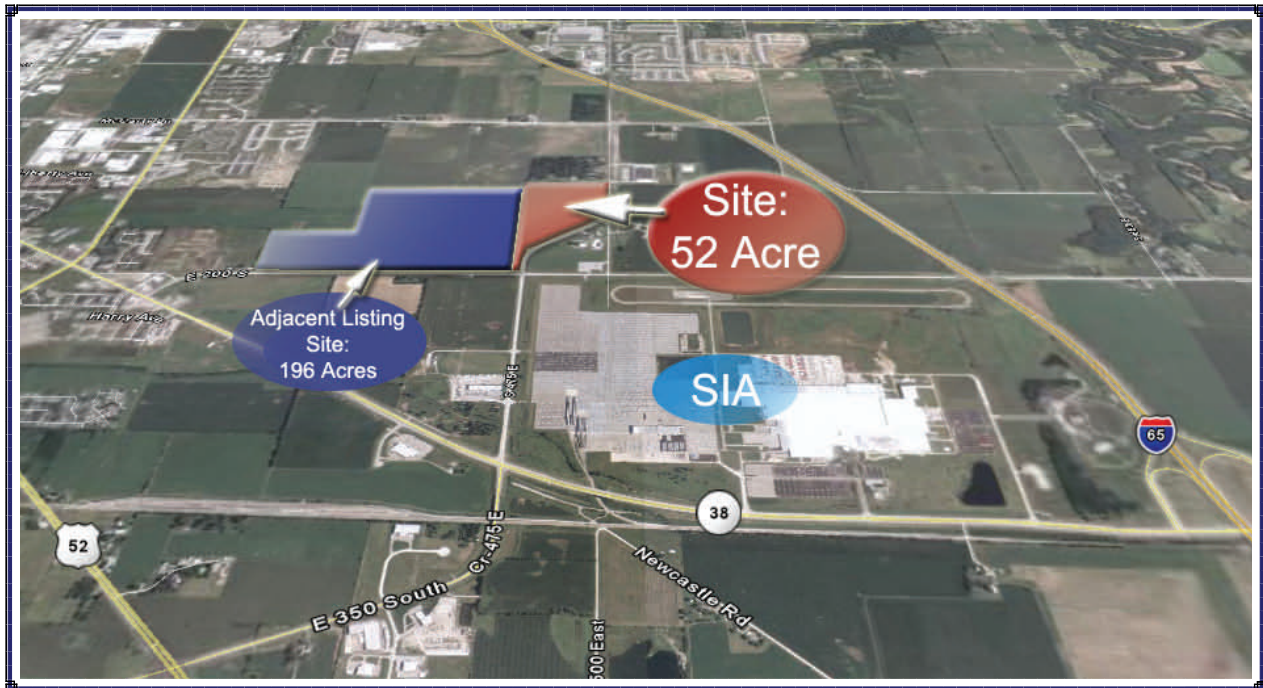 Site:
52 Acre
E 200 S
Adjacent Listing
Site:
196 Acres
Harry Ave
SIA
65
38
52
Cr-475 E
E 350 South
Newcastle Rd
500 East